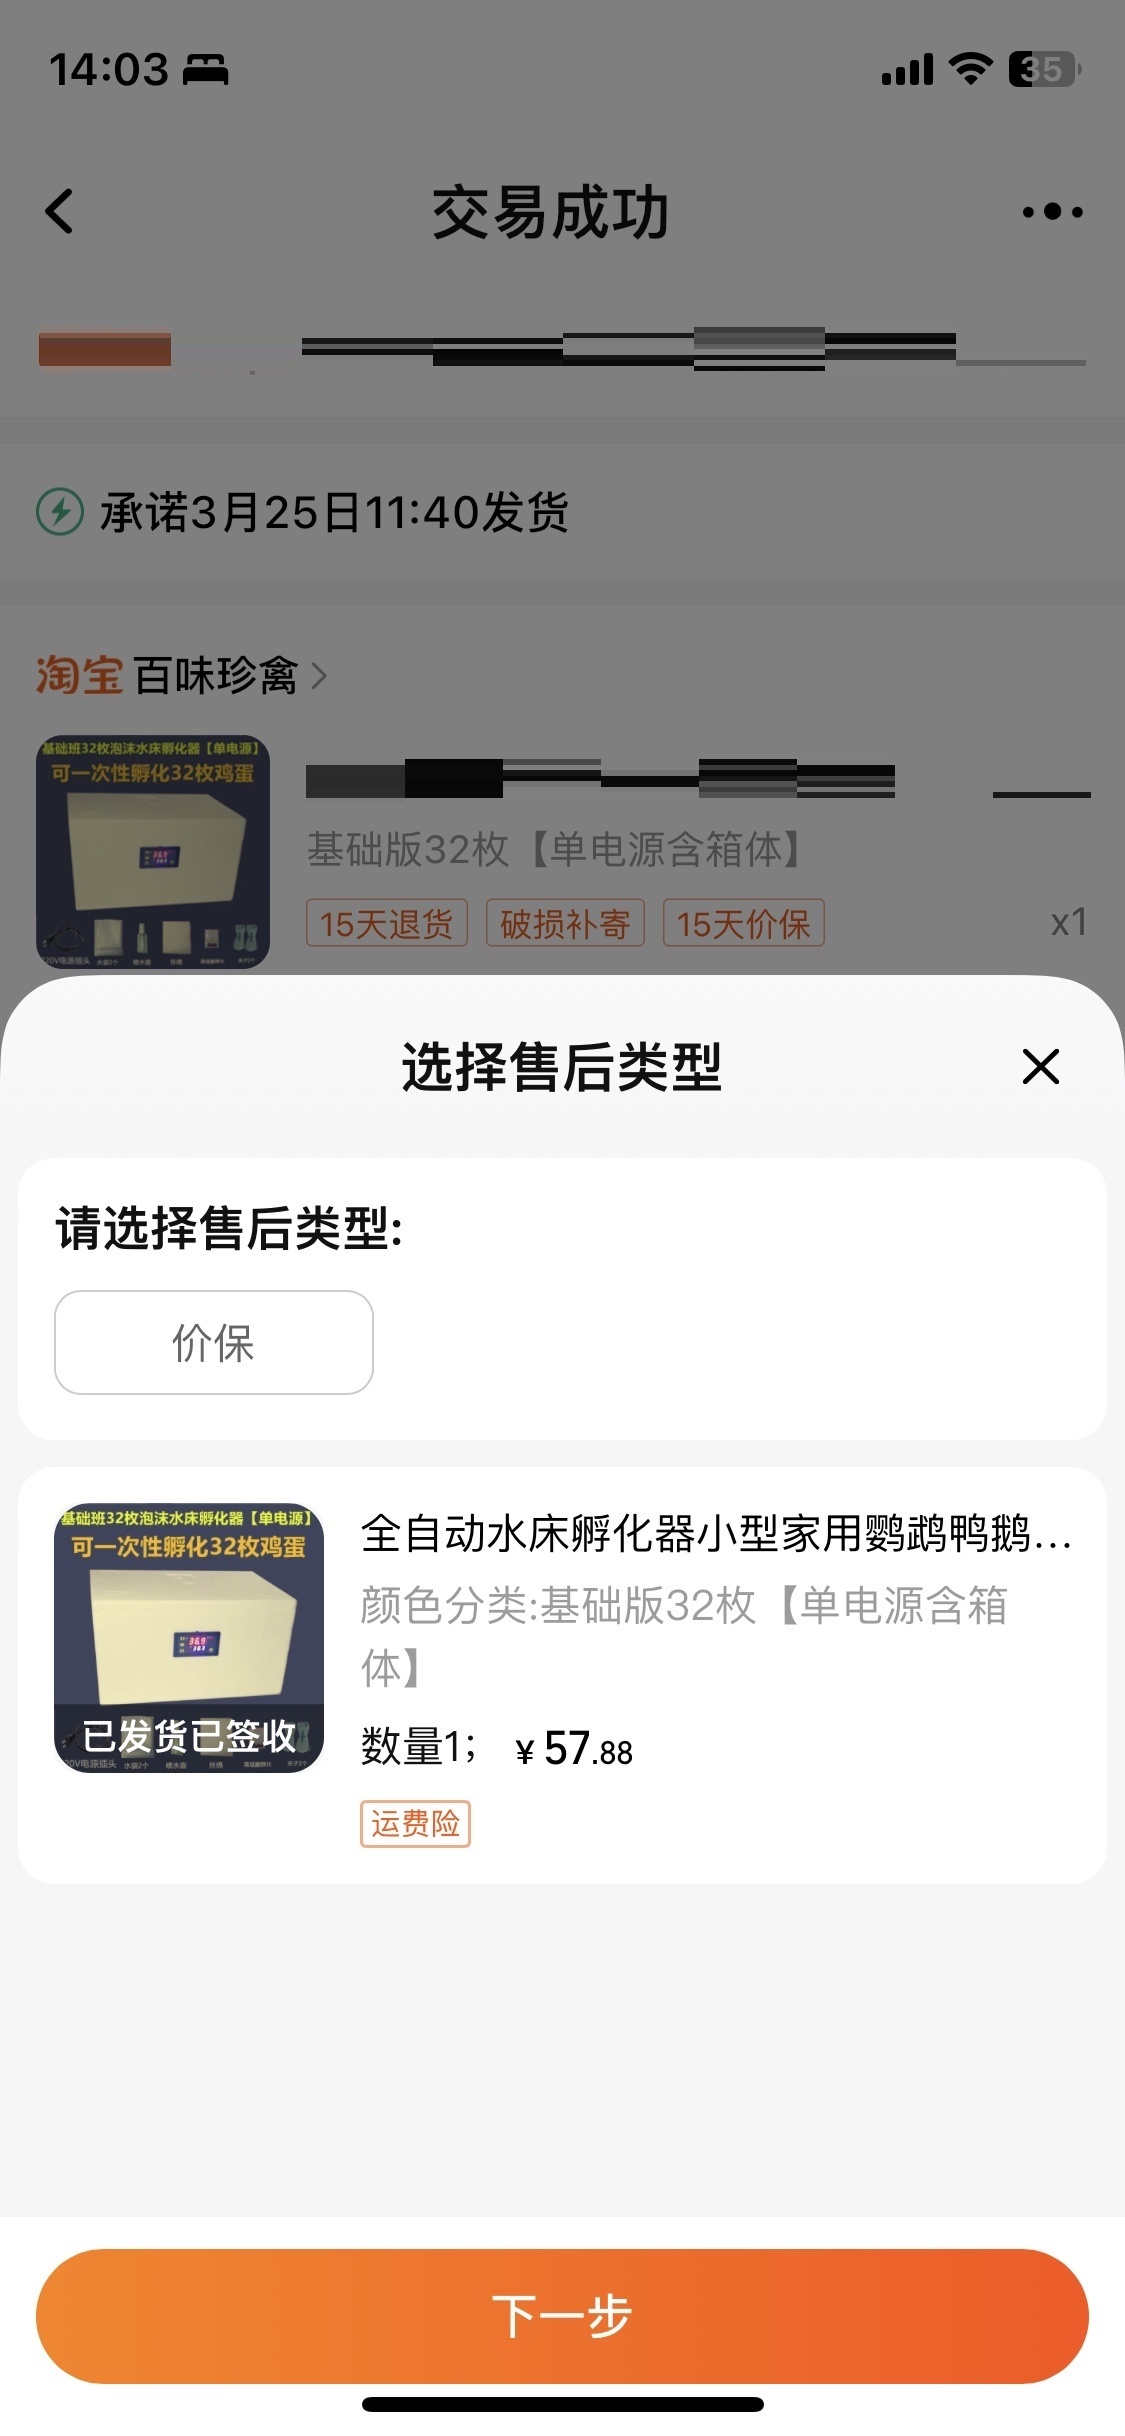 14:03
35
交易成功
承诺3月25日11:40发货
淘宝 百味珍禽
基础班32枚泡沫水床孵化器【单电源】
可一次性孵化32枚鸡蛋
基础版32枚【单电源含箱体】
15天退货 破损补寄 15天价保
x1
选择售后类型
请选择售后类型:
价保
基础班32枚泡沫水床孵化器【单电源】
可一次性孵化32枚鸡蛋
36.9
已发货已签收
全自动水床孵化器小型家用鹦鹉鸭鹅...
颜色分类:基础版32枚【单电源含箱
体】
数量1; ¥57.88
运费险
下一步